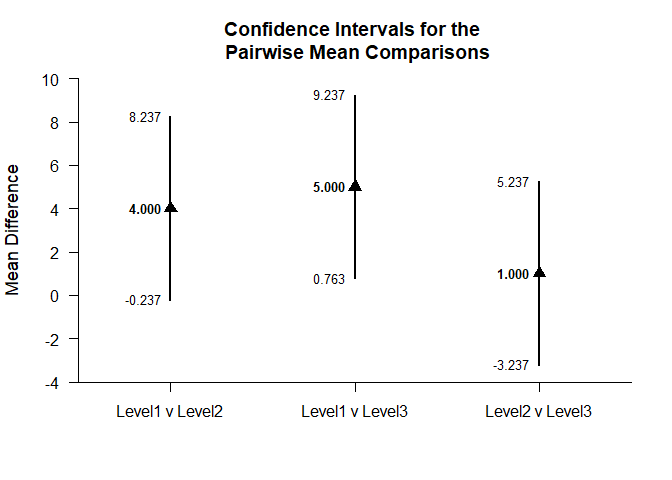 Confidence Intervals for the
Pairwise Mean Comparisons
Mean Difference
10
8
6
4
2
0
-2
-4
8.237
4.000
-0.237
9.237
5.000
0.763
5.237
1.000
-3.237
Level1 v Level2
Level1 v Level3
Level2 v Level3